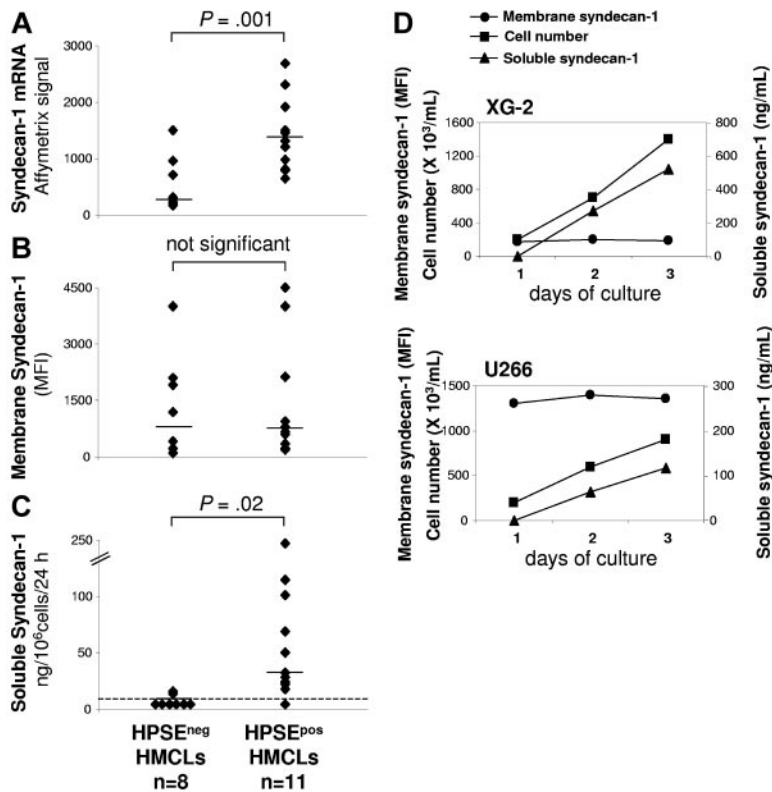 A
P = .001
Syndecan-1 mRNA
Affymetrix signal
3000
2000
1000
0
B
not significant
Membrane Syndecan-1
(MFI)
4500
3000
1500
0
C
P = .02
Soluble Syndecan-1
ng/10⁶cells/24 h
250
100
50
0
HPSEneg
HMCLs
n=8
HPSEpos
HMCLs
n=11
D
Membrane syndecan-1
Cell number
Soluble syndecan-1
XG-2
Membrane syndecan-1 (MFI)
Cell number (X 10³/mL)
1600
1200
800
400
0
800
600
400
200
0
Soluble syndecan-1 (ng/mL)
1 2 3
days of culture
U266
Membrane syndecan-1 (MFI)
Cell number (X 10³/mL)
1500
1000
500
0
300
200
100
0
Soluble syndecan-1 (ng/mL)
1 2 3
days of culture